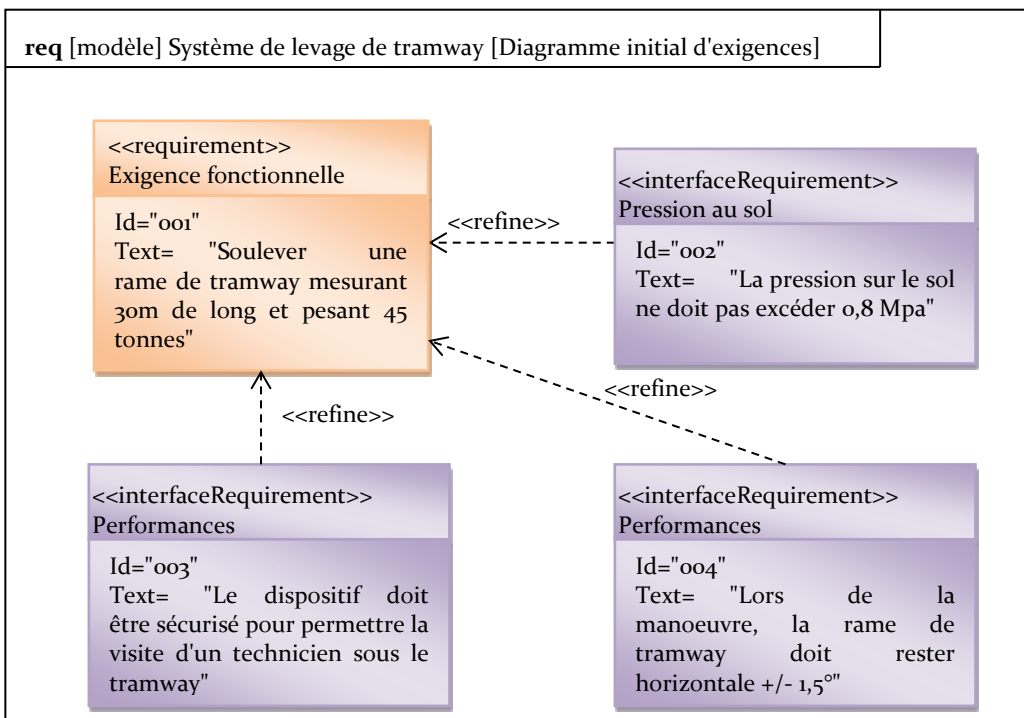 req [modèle] Système de levage de tramway [Diagramme initial d'exigences]
<<requirement>>
Exigence fonctionnelle
Id="001"
Text= "Soulever une
rame de tramway mesurant
30m de long et pesant 45
tonnes"
<<refine>>
<<interfaceRequirement>>
Pression au sol
Id="002"
Text= "La pression sur le sol
ne doit pas excéder 0,8 Mpa"
<<refine>>
<<refine>>
<<interfaceRequirement>>
Performances
Id="003"
Text= "Le dispositif doit
être sécurisé pour permettre la
visite d'un technicien sous le
tramway"
<<interfaceRequirement>>
Performances
Id="004"
Text= "Lors de la
manoeuvre, la rame de
tramway doit rester
horizontale +/- 1,5°"